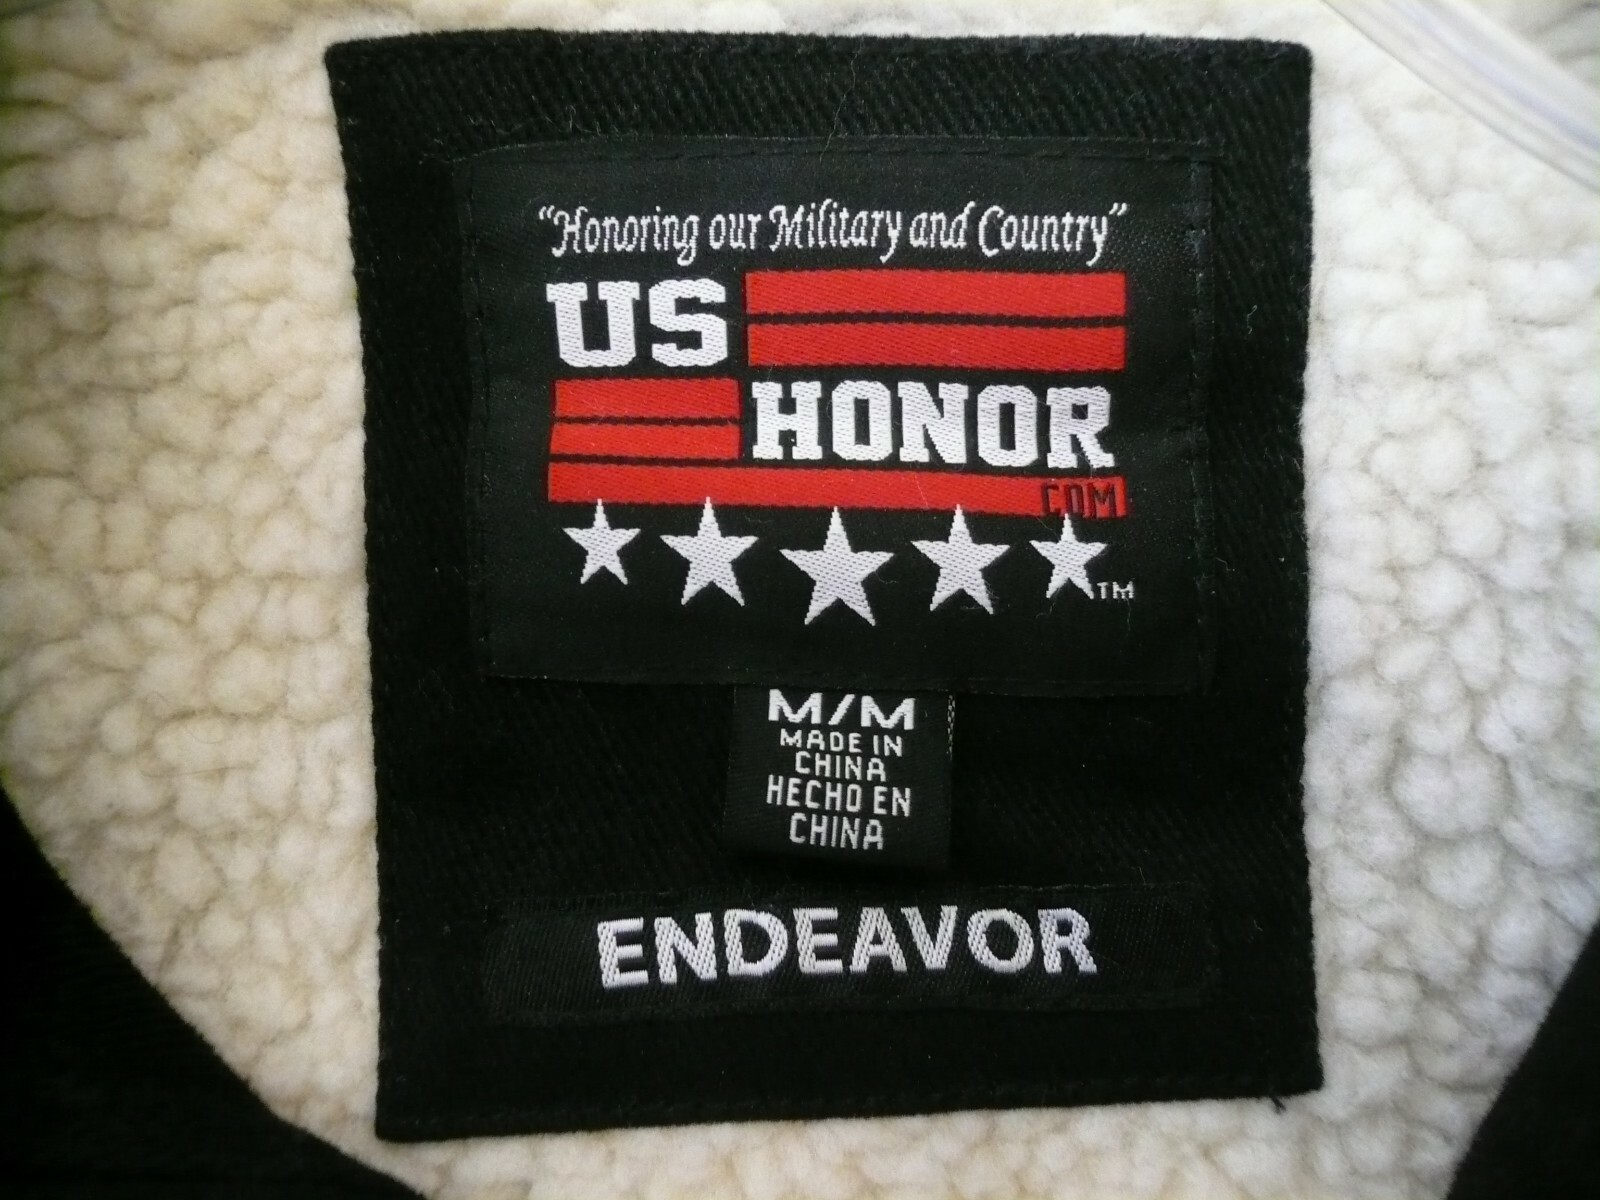 “Honoring our Military and Country”
US
HONOR
COM
TM
M/M
MADE IN
CHINA
HECHO EN
CHINA
ENDEAVOR